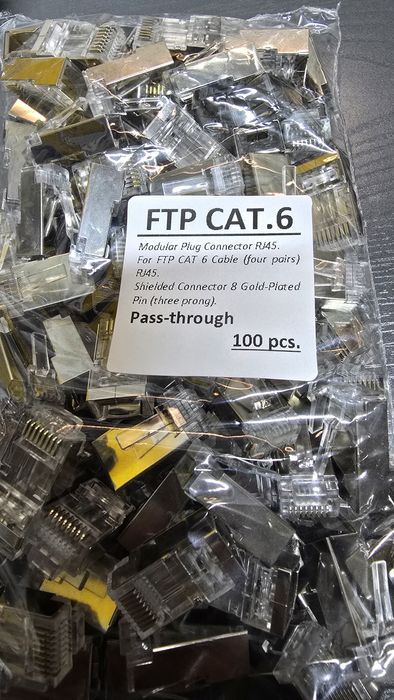 FTP CAT.6
Modular Plug Connector RJ45.
For FTP CAT 6 Cable (four pairs)
RJ45.
Shielded Connector 8 Gold-Plated
Pin (three prong).
Pass-through
100 pcs.